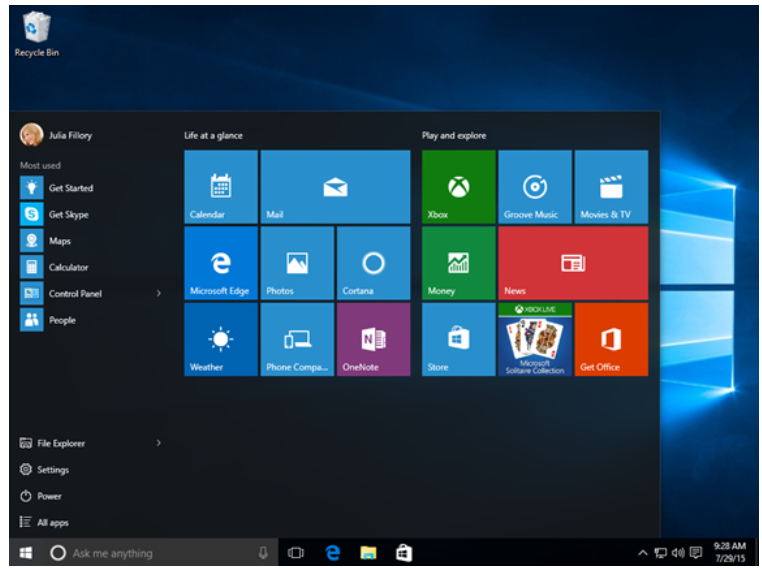 Recycle Bin
Julia Fillory
Most used
Get Started
Get Skype
Maps
Calculator
Control Panel
People
File Explorer
Settings
Power
All apps
Life at a glance
Calendar
Mail
Microsoft Edge
Photos
Cortana
Weather
Phone Compa...
OneNote
Play and explore
Xbox
Groove Music
Movies & TV
Money
News
Store
XBOX LIVE
Microsoft
Solitaire Collection
Get Office
Ask me anything
9:28 AM
7/29/15